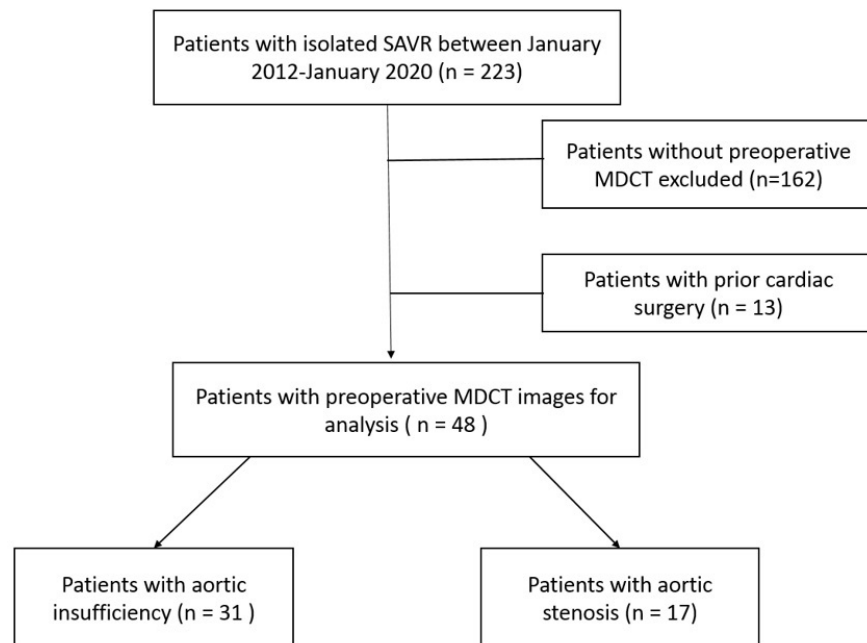 Patients with isolated SAVR between January
2012-January 2020 (n = 223)
Patients without preoperative
MDCT excluded (n=162)
Patients with prior cardiac
surgery (n = 13)
Patients with preoperative MDCT images for
analysis ( n = 48 )
Patients with aortic
insufficiency (n = 31 )
Patients with aortic
stenosis (n = 17)